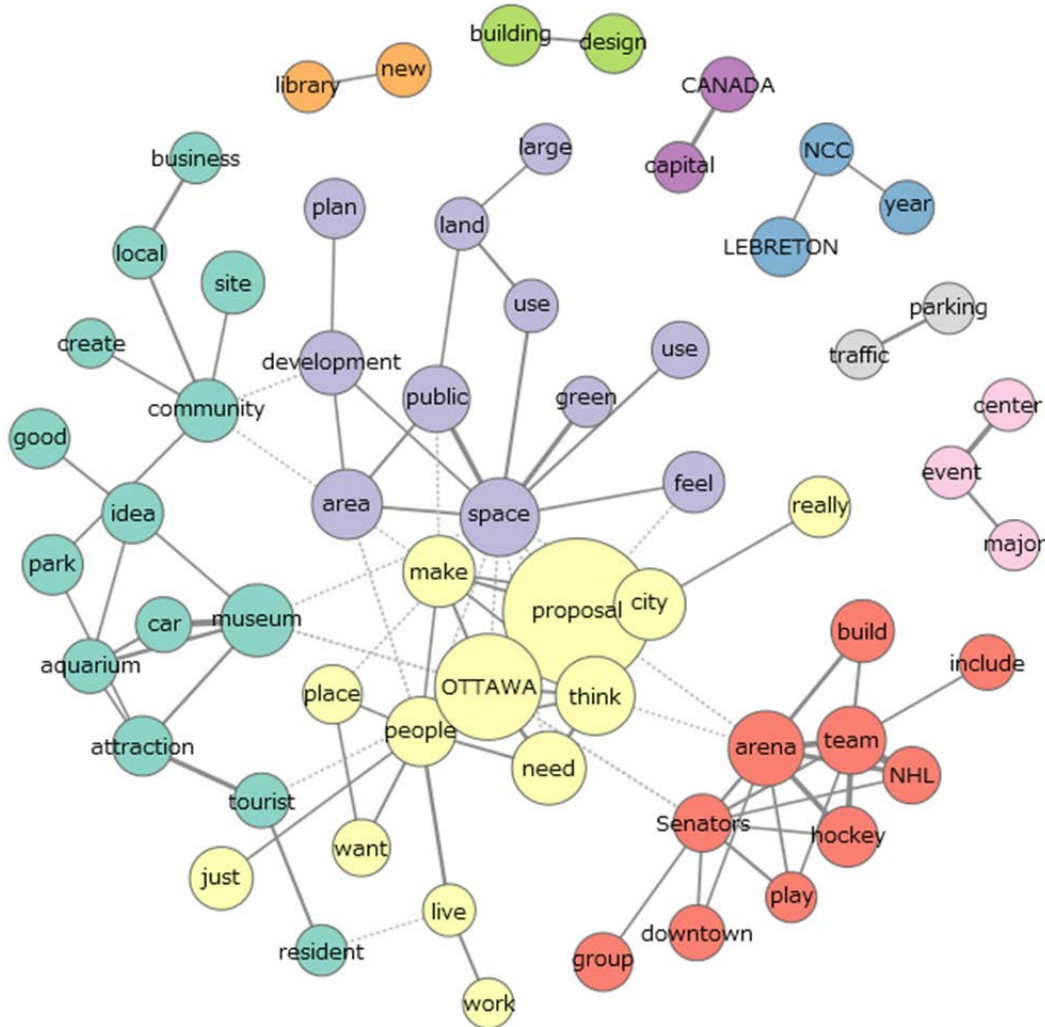 building
design
new
library
CANADA
capital
large
NCC
business
year
plan
land
LEBRETON
local
site
use
parking
create
use
traffic
development
public
green
center
community
good
event
feel
area
space
really
idea
major
park
make
city
proposal
museum
car
build
aquarium
include
OTTAWA
place
think
people
team
attraction
arena
need
NHL
tourist
Senators
hockey
want
just
play
live
downtown
resident
group
work